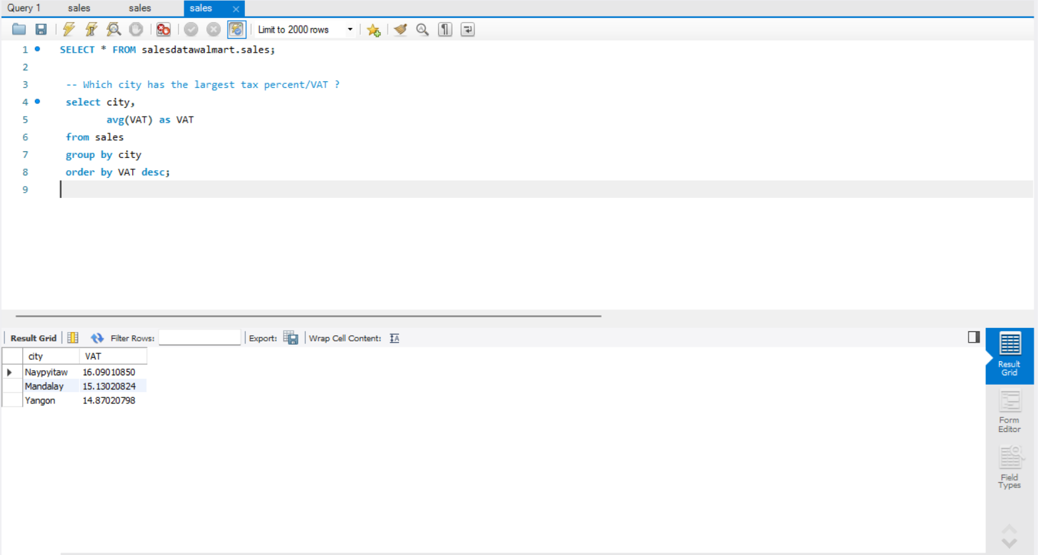 Query 1 sales sales sales ×
Limit to 2000 rows
1 SELECT * FROM salesdatawalmart.sales;
2
3 -- Which city has the largest tax percent/VAT ?
4 select city,
5 avg(VAT) as VAT
6 from sales
7 group by city
8 order by VAT desc;
9
Result Grid Filter Rows: Export: Wrap Cell Content: IA
city VAT
Naypyitaw 16.09010850
Mandalay 15.13020824
Yangon 14.87020798
Result
Grid
Form
Editor
Field
Types